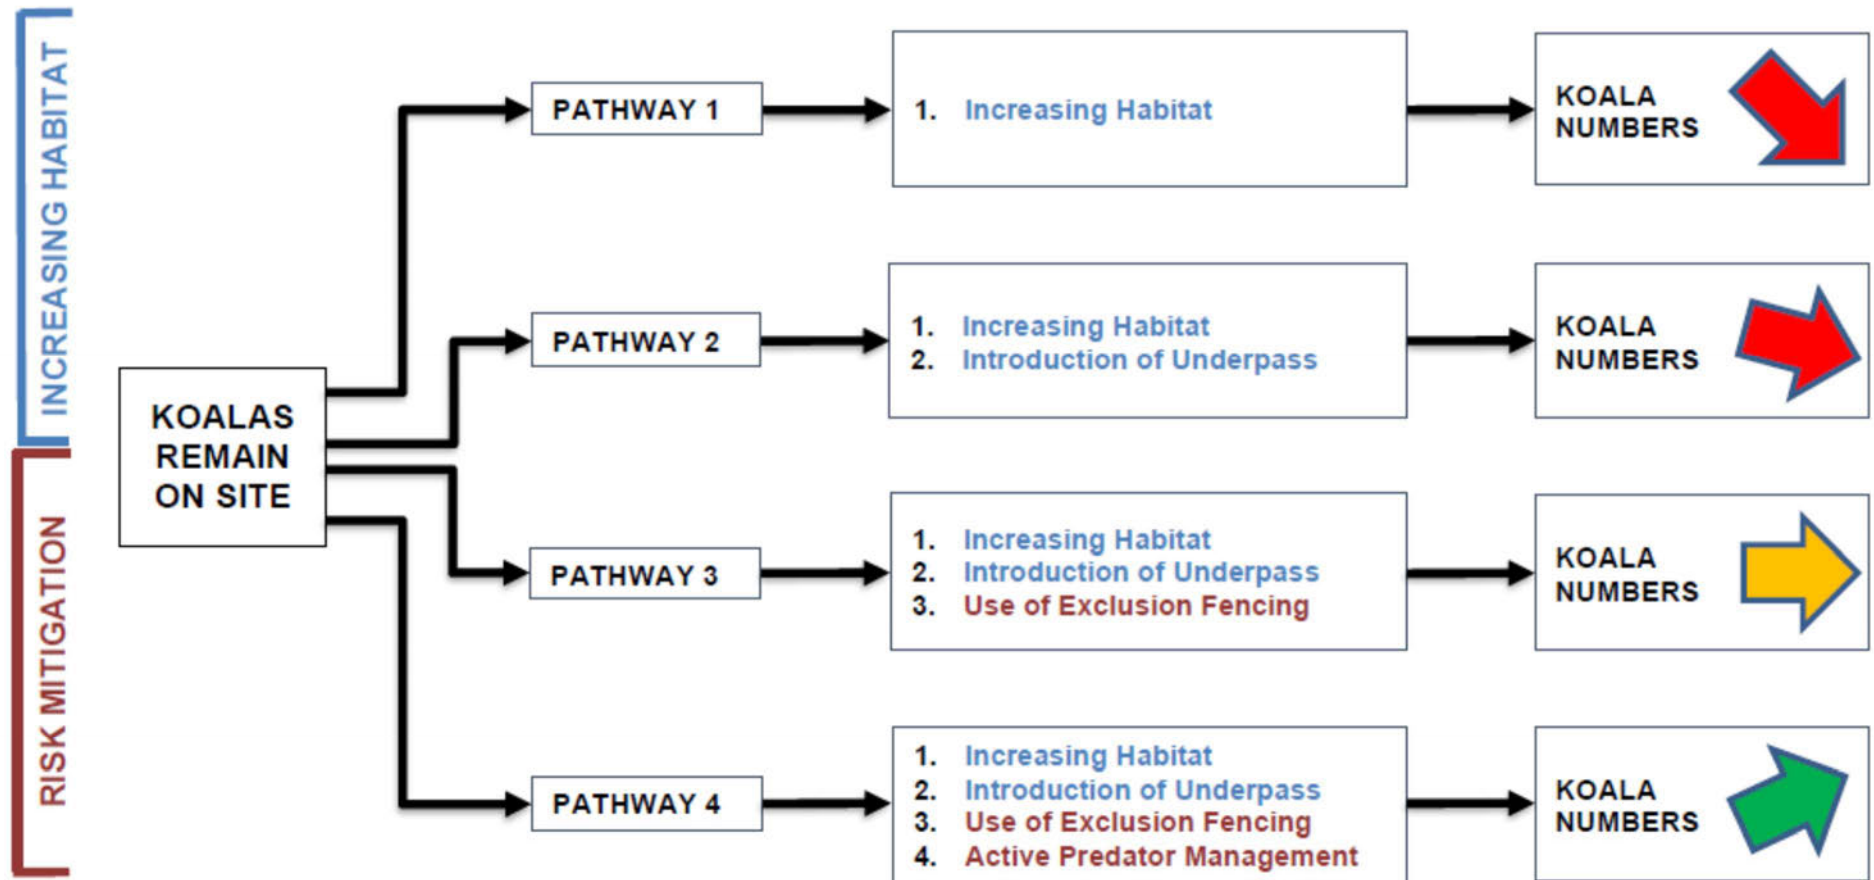 INCREASING HABITAT
RISK MITIGATION
KOALAS
REMAIN
ON SITE
PATHWAY 1
1. Increasing Habitat
KOALA
NUMBERS
PATHWAY 2
1. Increasing Habitat
2. Introduction of Underpass
KOALA
NUMBERS
PATHWAY 3
1. Increasing Habitat
2. Introduction of Underpass
3. Use of Exclusion Fencing
KOALA
NUMBERS
PATHWAY 4
1. Increasing Habitat
2. Introduction of Underpass
3. Use of Exclusion Fencing
4. Active Predator Management
KOALA
NUMBERS